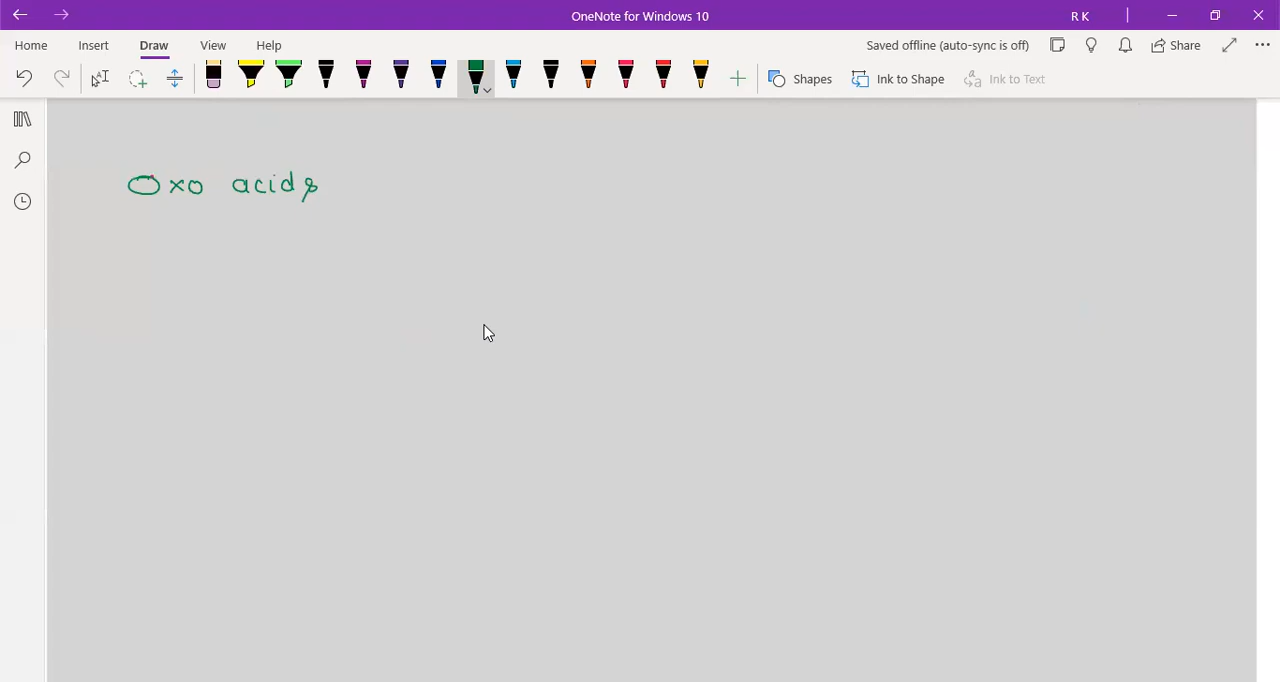 OneNote for Windows 10
R K
Home Insert Draw View Help
Saved offline (auto-sync is off)
Share
Shapes
Ink to Shape
Ink to Text
Oxo acids